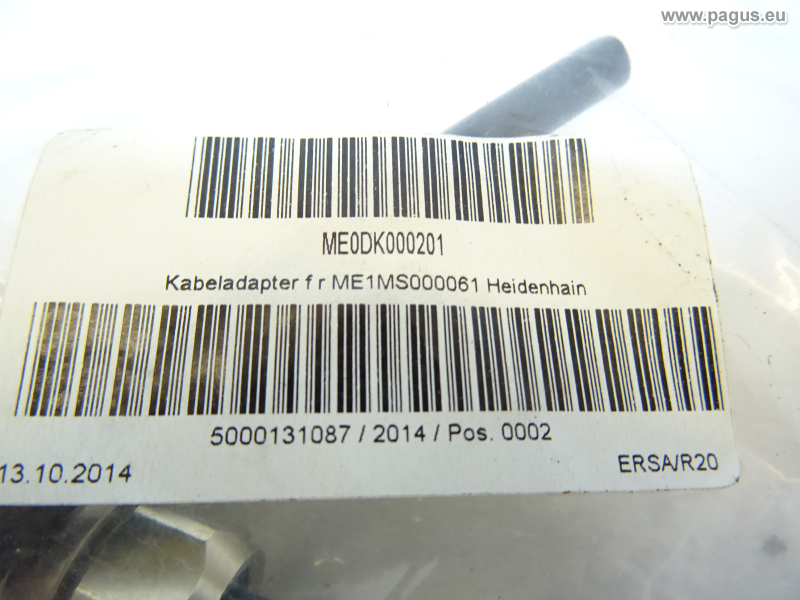 www.pagus.eu
ME0DK000201
Kabeladapter f r ME1MS000061 Heidenhain
5000131087 / 2014 / Pos. 0002
13.10.2014
ERSA/R20